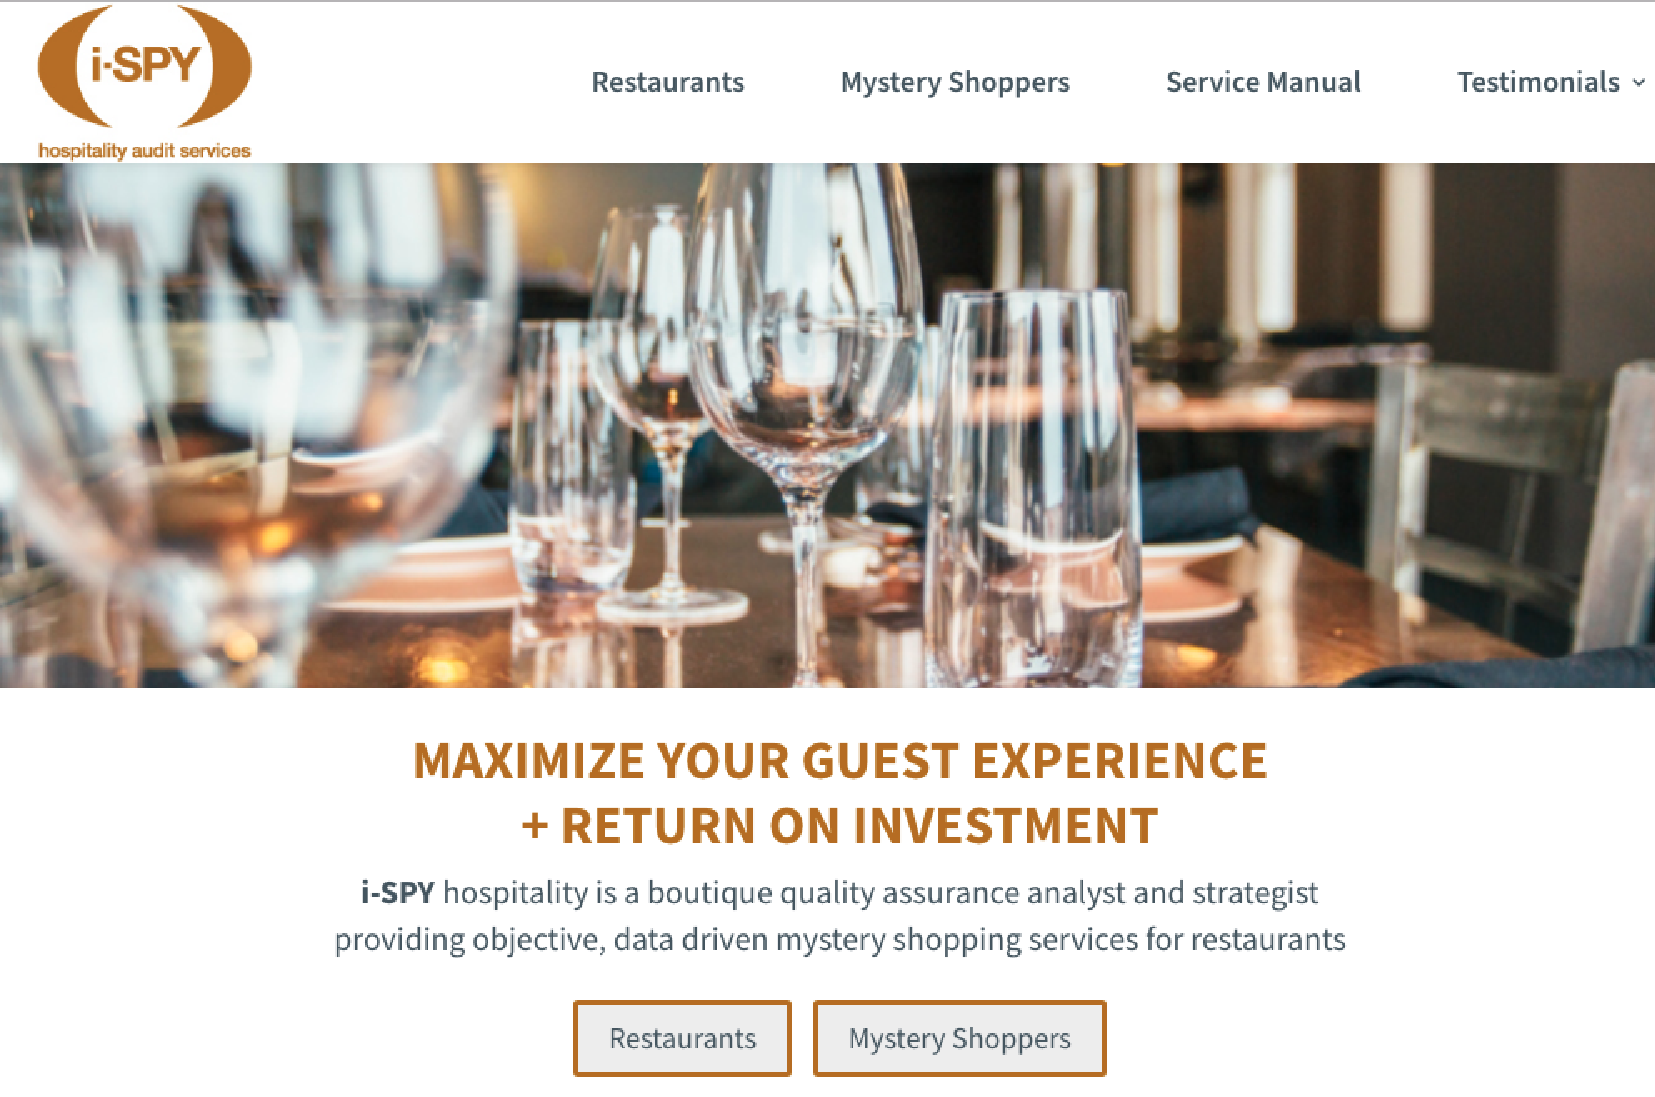 i-SPY
hospitality audit services
Restaurants
Mystery Shoppers
Service Manual
Testimonials
MAXIMIZE YOUR GUEST EXPERIENCE
+ RETURN ON INVESTMENT
i-SPY hospitality is a boutique quality assurance analyst and strategist
providing objective, data driven mystery shopping services for restaurants
Restaurants
Mystery Shoppers